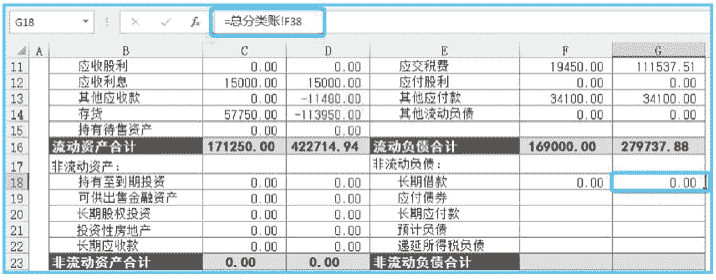 G18 fx =总分类账!F38
A B C D E F G
11 应收股利 0.00 0.00 应交税费 19450.00 111537.51
12 应收利息 15000.00 15000.00 应付股利 0.00 0.00
13 其他应收款 0.00 -11400.00 其他应付款 34100.00 34100.00
14 存货 57750.00 -113950.00 其他流动负债 0.00 0.00
15 持有待售资产 0.00 0.00
16 流动资产合计 171250.00 422714.94 流动负债合计 169000.00 279737.88
17 非流动资产: 非流动负债:
18 持有至到期投资 0.00 0.00 长期借款 0.00 0.00
19 可供出售金融资产 0.00 0.00 应付债券
20 长期股权投资 0.00 0.00 长期应付款
21 投资性房地产 0.00 0.00 预计负债
22 长期应收款 0.00 0.00 递延所得税负债
23 非流动资产合计 0.00 0.00 非流动负债合计